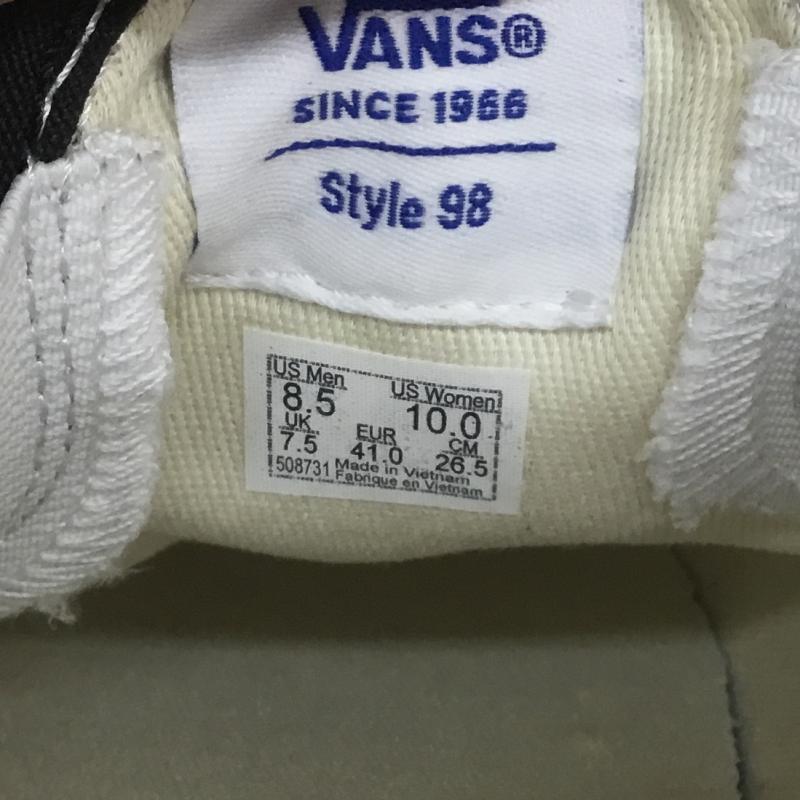 VANS®
SINCE 1966
Style 98
US Men US Women
8.5 10.0
UK EUR CM
7.5 41.0 26.5
508731 Made in Vietnam
Fabriqué en Vietnam